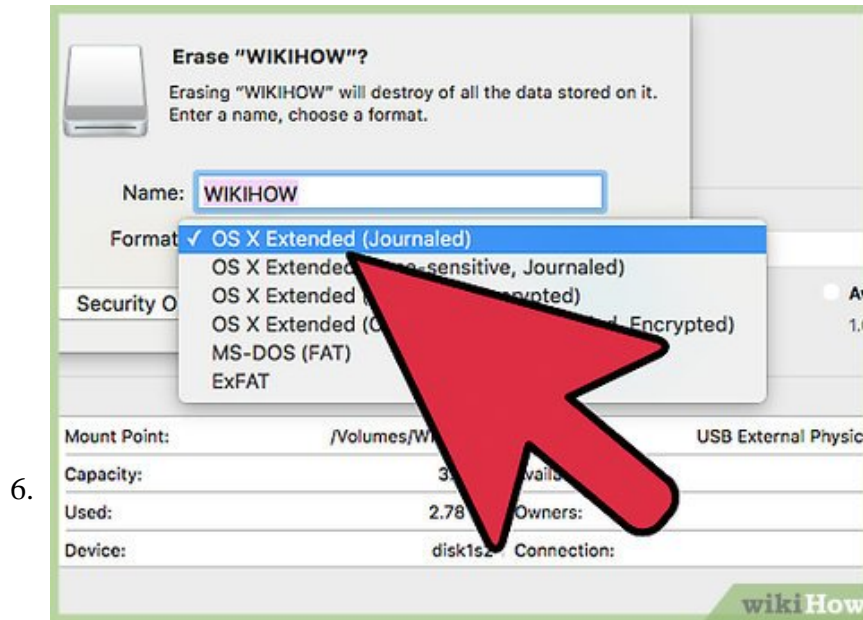 Erase "WIKIHOW"?
Erasing "WIKIHOW" will destroy of all the data stored on it.
Enter a name, choose a format.
Name: WIKIHOW
Format ✓ OS X Extended (Journaled)
OS X Extended -sensitive, Journaled)
OS X Extended
OS X Extended ( Encrypted)
MS-DOS (FAT)
ExFAT
Security
Mount Point: /Volumes/ USB External
Capacity:
6.
Used: 2.78 Owners:
Device: disk1s2 Connection:
wikiHow